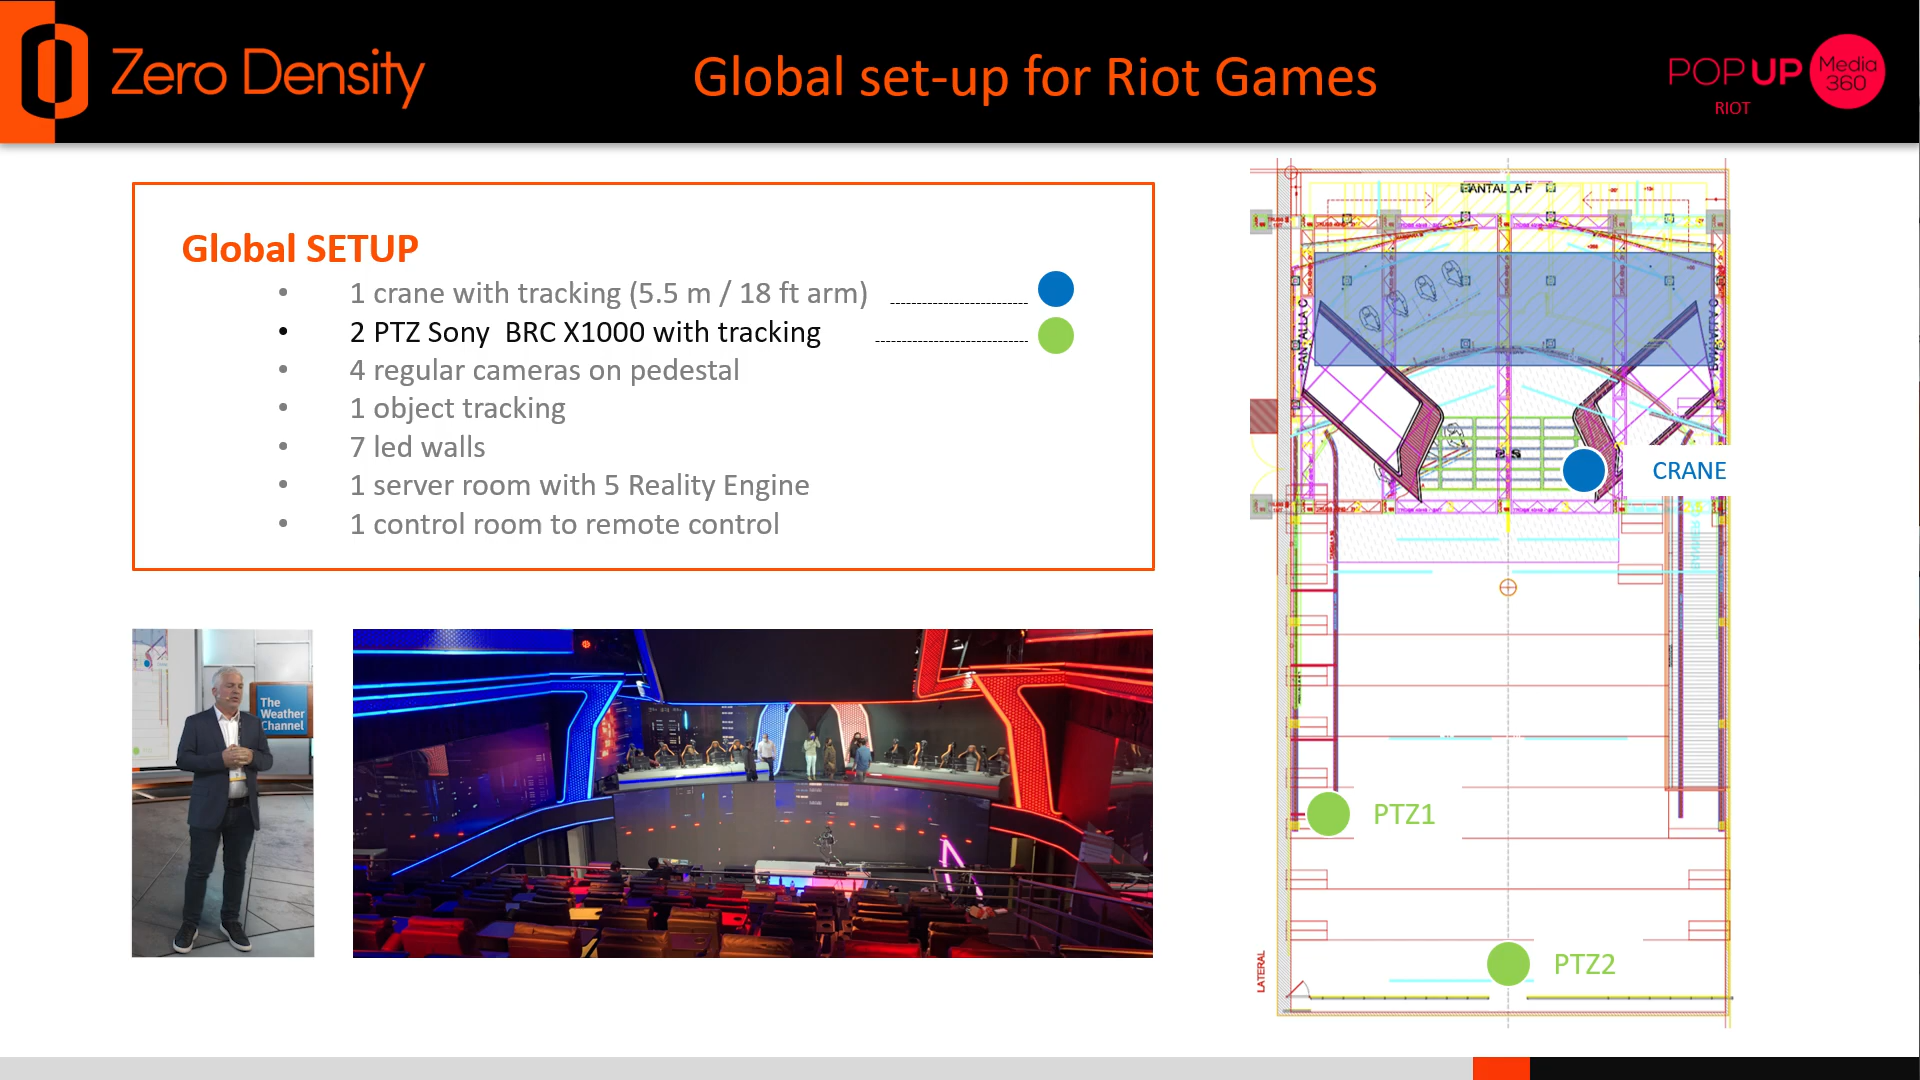 Zero Density
Global set-up for Riot Games
POPUP Media 360
RIOT
Global SETUP
• 1 crane with tracking (5.5 m / 18 ft arm)
• 2 PTZ Sony  BRC X1000 with tracking
• 4 regular cameras on pedestal
• 1 object tracking
• 7 led walls
• 1 server room with 5 Reality Engine
• 1 control room to remote control
The
Weather
Channel
PANTALLA F
PANTALLA C
CRANE
PTZ1
PTZ2
LATERAL